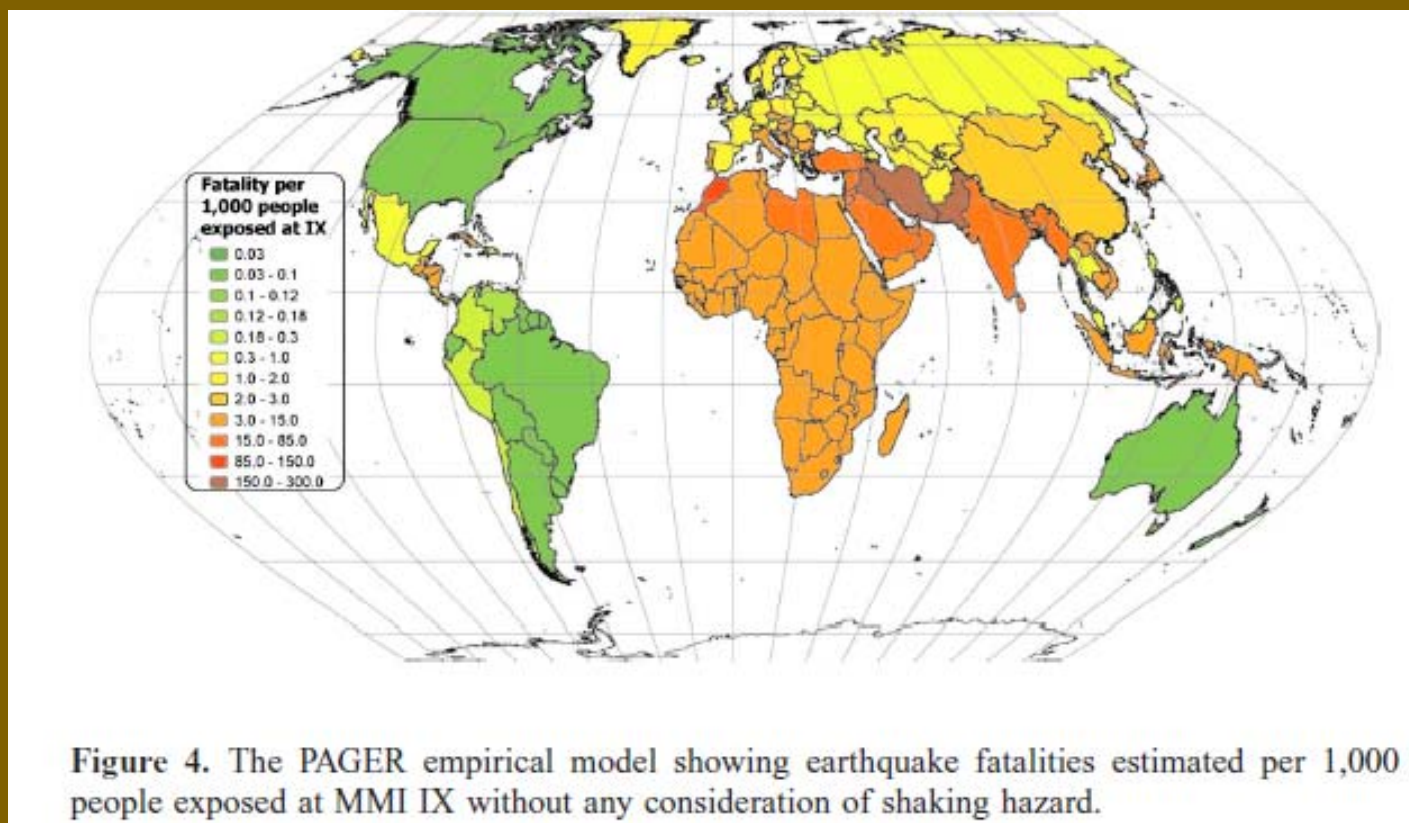 Fatality per
1,000 people
exposed at IX
0.03
0.03 - 0.1
0.1 - 0.12
0.12 - 0.18
0.18 - 0.3
0.3 - 1.0
1.0 - 2.0
2.0 - 3.0
3.0 - 15.0
15.0 - 85.0
85.0 - 150.0
150.0 - 300.0
Figure 4. The PAGER empirical model showing earthquake fatalities estimated per 1,000
people exposed at MMI IX without any consideration of shaking hazard.